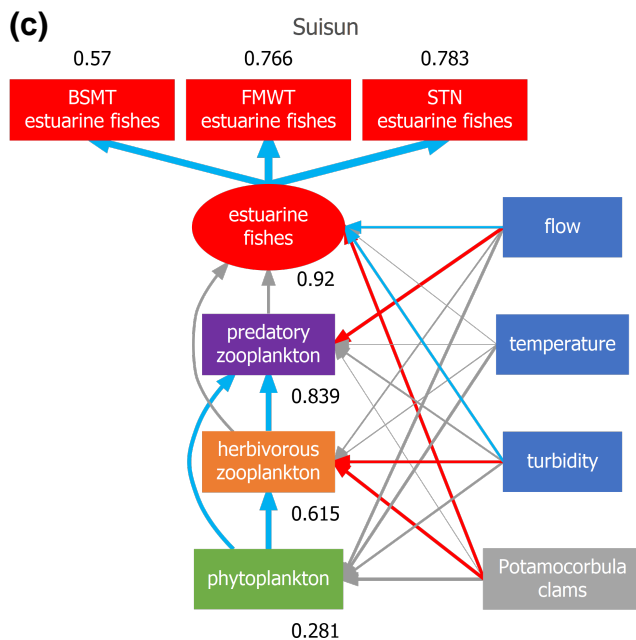 (c)
Suisun
0.57
0.766
0.783
BSMT
estuarine fishes
FMWT
estuarine fishes
STN
estuarine fishes
estuarine
fishes
flow
0.92
predatory
zooplankton
temperature
0.839
herbivorous
zooplankton
turbidity
0.615
phytoplankton
Potamocorbula
clams
0.281